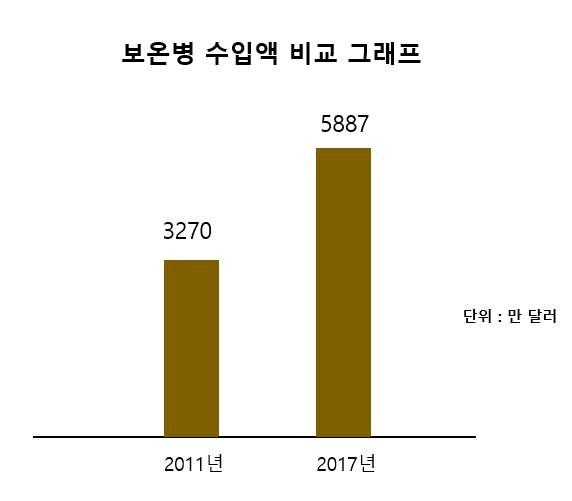 보온병 수입액 비교 그래프
5887
3270
단위 : 만 달러
2011년 2017년